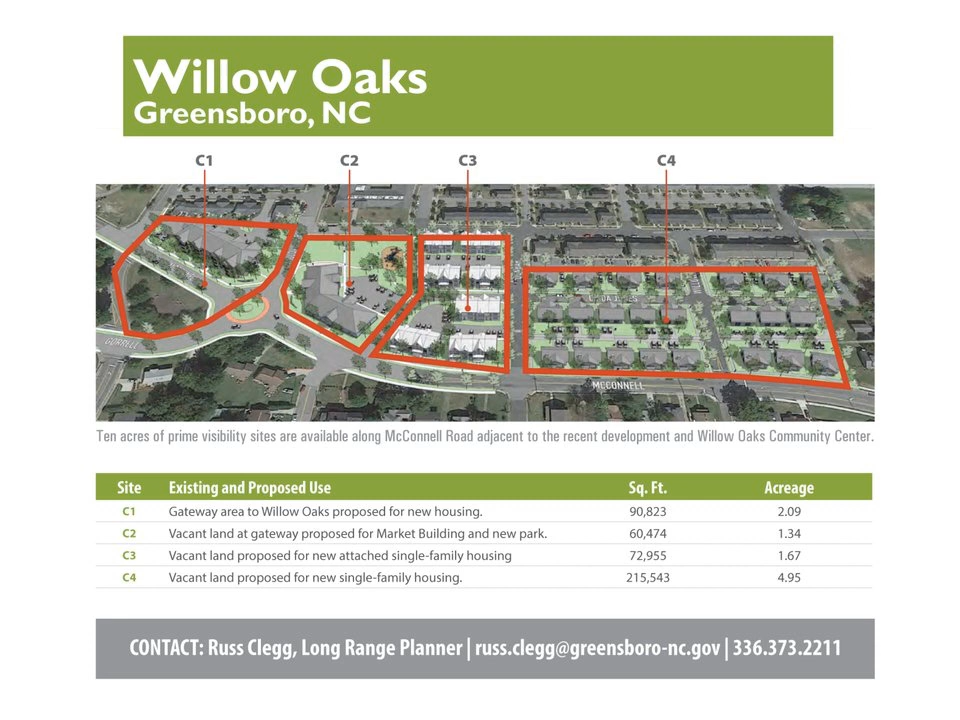 Willow Oaks
Greensboro, NC
C1 C2 C3 C4
GORRELL
MCCONNELL
Ten acres of prime visibility sites are available along McConnell Road adjacent to the recent development and Willow Oaks Community Center.
Site Existing and Proposed Use Sq. Ft. Acreage
C1 Gateway area to Willow Oaks proposed for new housing. 90,823 2.09
C2 Vacant land at gateway proposed for Market Building and new park. 60,474 1.34
C3 Vacant land proposed for new attached single-family housing 72,955 1.67
C4 Vacant land proposed for new single-family housing. 215,543 4.95
CONTACT: Russ Clegg, Long Range Planner | russ.clegg@greensboro-nc.gov | 336.373.2211